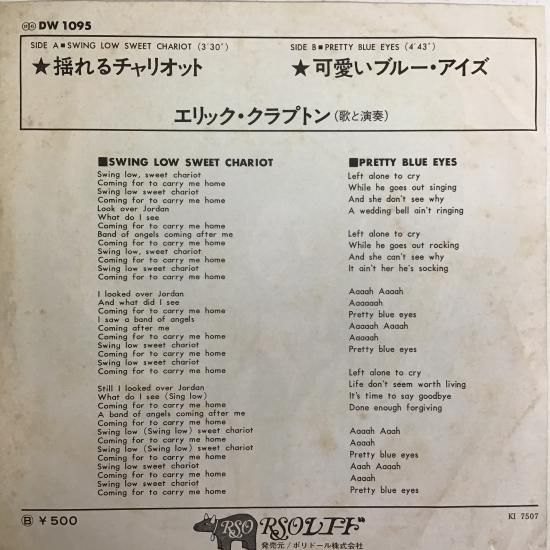 DW 1095
SIDE A■SWING LOW SWEET CHARIOT (3′30″)
★揺れるチャリオット
SIDE B■PRETTY BLUE EYES (4′43″)
★可愛いブルー・アイズ
エリック・クラプトン(歌と演奏)
■SWING LOW SWEET CHARIOT
Swing low, sweet chariot
Coming for to carry me home
Swing low sweet chariot
Coming for to carry me home
Look over Jordan
What do I see
Coming for to carry me home
Band of angels coming after me
Coming for to carry me home
Swing low, sweet chariot
Coming for to carry me home
Swing low sweet chariot
Coming for to carry me home
I looked over Jordan
And what did I see
Coming for to carry me home
I saw a band of angels
Coming after me
Coming for to carry me home
Swing low sweet chariot
Coming for to carry me home
Swing low sweet chariot
Coming for to carry me home
Still I looked over Jordan
What do I see (Sing low)
Coming for to carry me home
A band of angels coming after me
Coming for to carry me home
Swing low (Swing low) sweet chariot
Coming for to carry me home
Swing low (Swing low) sweet chariot
Coming for to carry me home
Swing low sweet chariot
Coming for to carry me home
Swing low sweet chariot
Coming for to carry me home
■PRETTY BLUE EYES
Left alone to cry
While he goes out singing
And she don't see why
A wedding bell ain't ringing
Left alone to cry
While he goes out rocking
And she can't see why
It ain't her he's socking
Aaaah Aaaah
Aaaaaah
Pretty blue eyes
Aaaaah Aaaah
Aaaaah
Pretty blue eyes
Left alone to cry
Life don't seem worth living
It's time to say goodbye
Done enough forgiving
Aaaah Aaah
Aaaah
Pretty blue eyes
Aah Aaaah
Aaaah
Pretty blue eyes
Ⓑ ¥500
RSO RSOレコード
発売元/ポリドール株式会社
KI 7507